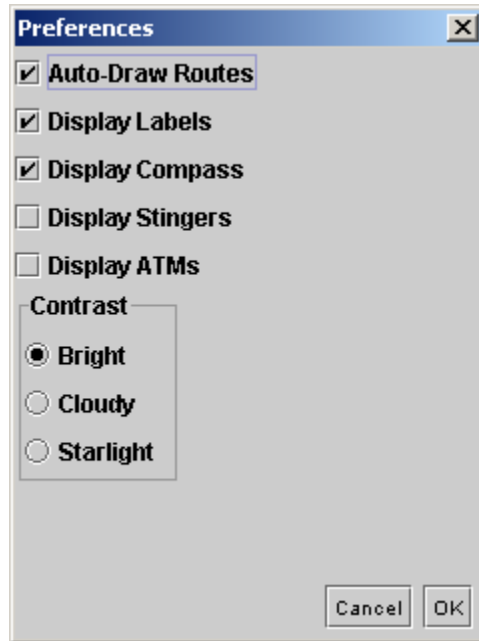 Preferences
Auto-Draw Routes
Display Labels
Display Compass
Display Stingers
Display ATMs
Contrast
Bright
Cloudy
Starlight
Cancel OK